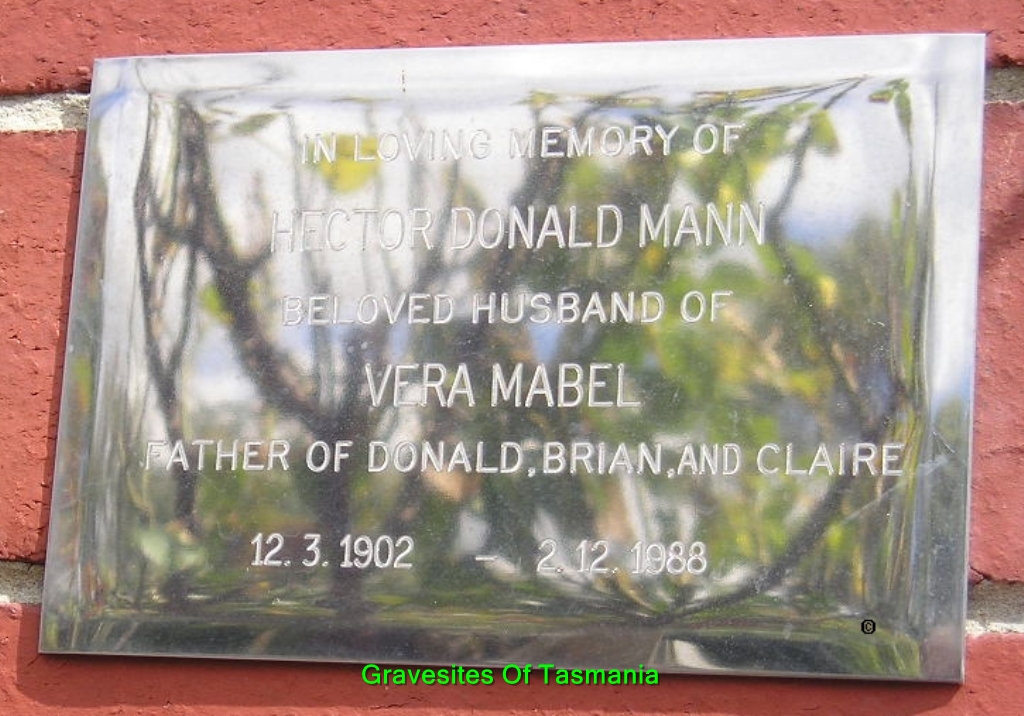 IN LOVING MEMORY OF
HECTOR DONALD MANN
BELOVED HUSBAND OF
VERA MABEL
FATHER OF DONALD, BRIAN, AND CLAIRE
12. 3. 1902 – 2. 12. 1988
©
Gravesites Of Tasmania